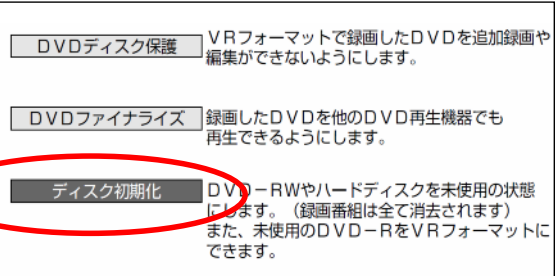 DVDディスク保護
VRフォーマットで録画したDVDを追加録画や
編集ができないようにします。
DVDファイナライズ
録画したDVDを他のDVD再生機器でも
再生できるようにします。
ディスク初期化
DVD-RWやハードディスクを未使用の状態
にします。(録画番組は全て消去されます)
また、未使用のDVD-RをVRフォーマットに
できます。